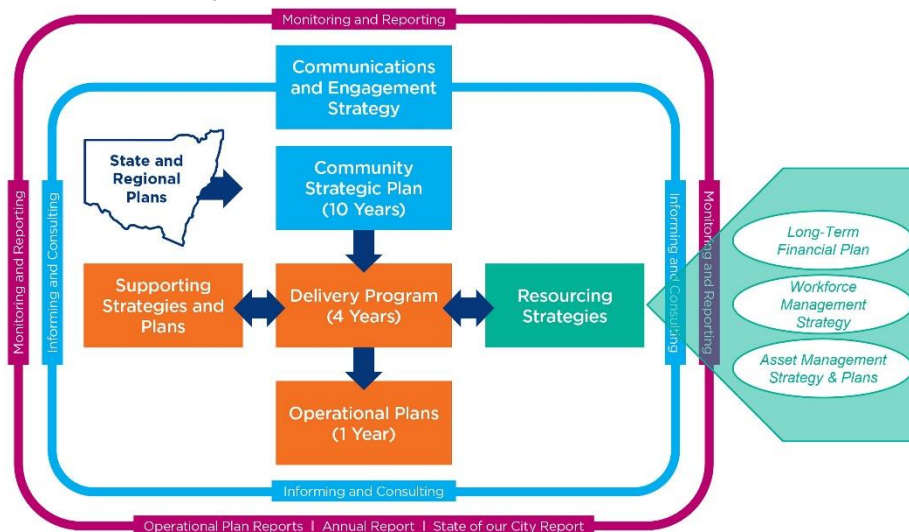 Monitoring and Reporting
Communications
and Engagement
Strategy
State and
Regional
Plans
Community
Strategic Plan
(10 Years)
Monitoring and Reporting
Informing and Consulting
Informing and Consulting
Monitoring and Reporting
Supporting
Strategies and
Plans
Delivery Program
(4 Years)
Resourcing
Strategies
Long-Term
Financial Plan
Workforce
Management
Strategy
Asset Management
Strategy & Plans
Operational Plans
(1 Year)
Informing and Consulting
Operational Plan Reports | Annual Report | State of our City Report